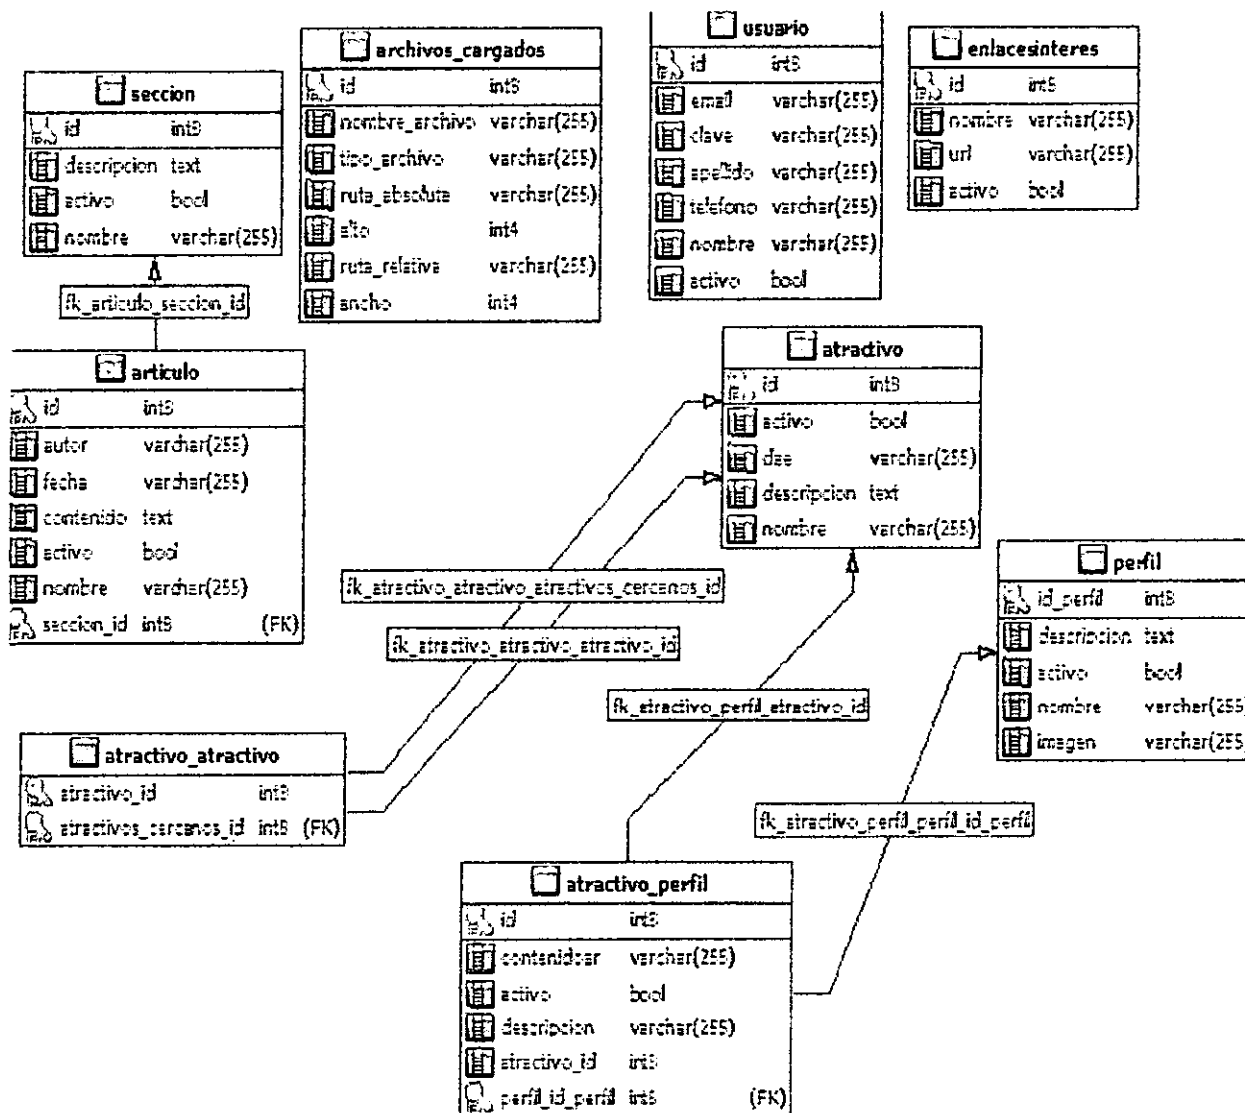 seccion
id int8
descripcion text
activo bool
nombre varchar(255)
fk_articulo_seccion_id
archivos_cargados
id int8
nombre_archivo varchar(255)
tipo_archivo varchar(255)
ruta_absoluta varchar(255)
alto int4
ruta_relativa varchar(255)
ancho int4
usuario
id int8
email varchar(255)
clave varchar(255)
apellido varchar(255)
telefono varchar(255)
nombre varchar(255)
activo bool
enlacesinteres
id int8
nombre varchar(255)
url varchar(255)
activo bool
articulo
id int8
autor varchar(255)
fecha varchar(255)
contenido text
activo bool
nombre varchar(255)
seccion_id int8 (FK)
atractivo
id int8
activo bool
dae varchar(255)
descripcion text
nombre varchar(255)
fk_atractivo_atractivo_atractivos_cercanos_id
fk_atractivo_atractivo_atractivo_id
fk_atractivo_perfil_atractivo_id
perfil
id_perfil int8
descripcion text
activo bool
nombre varchar(255)
imagen varchar(255)
atractivo_atractivo
atractivo_id int8
atractivos_cercanos_id int8 (FK)
fk_atractivo_perfil_perfil_id_perfil
atractivo_perfil
id int8
contenidoar varchar(255)
activo bool
descripcion varchar(255)
atractivo_id int8
perfil_id_perfil int8 (FK)